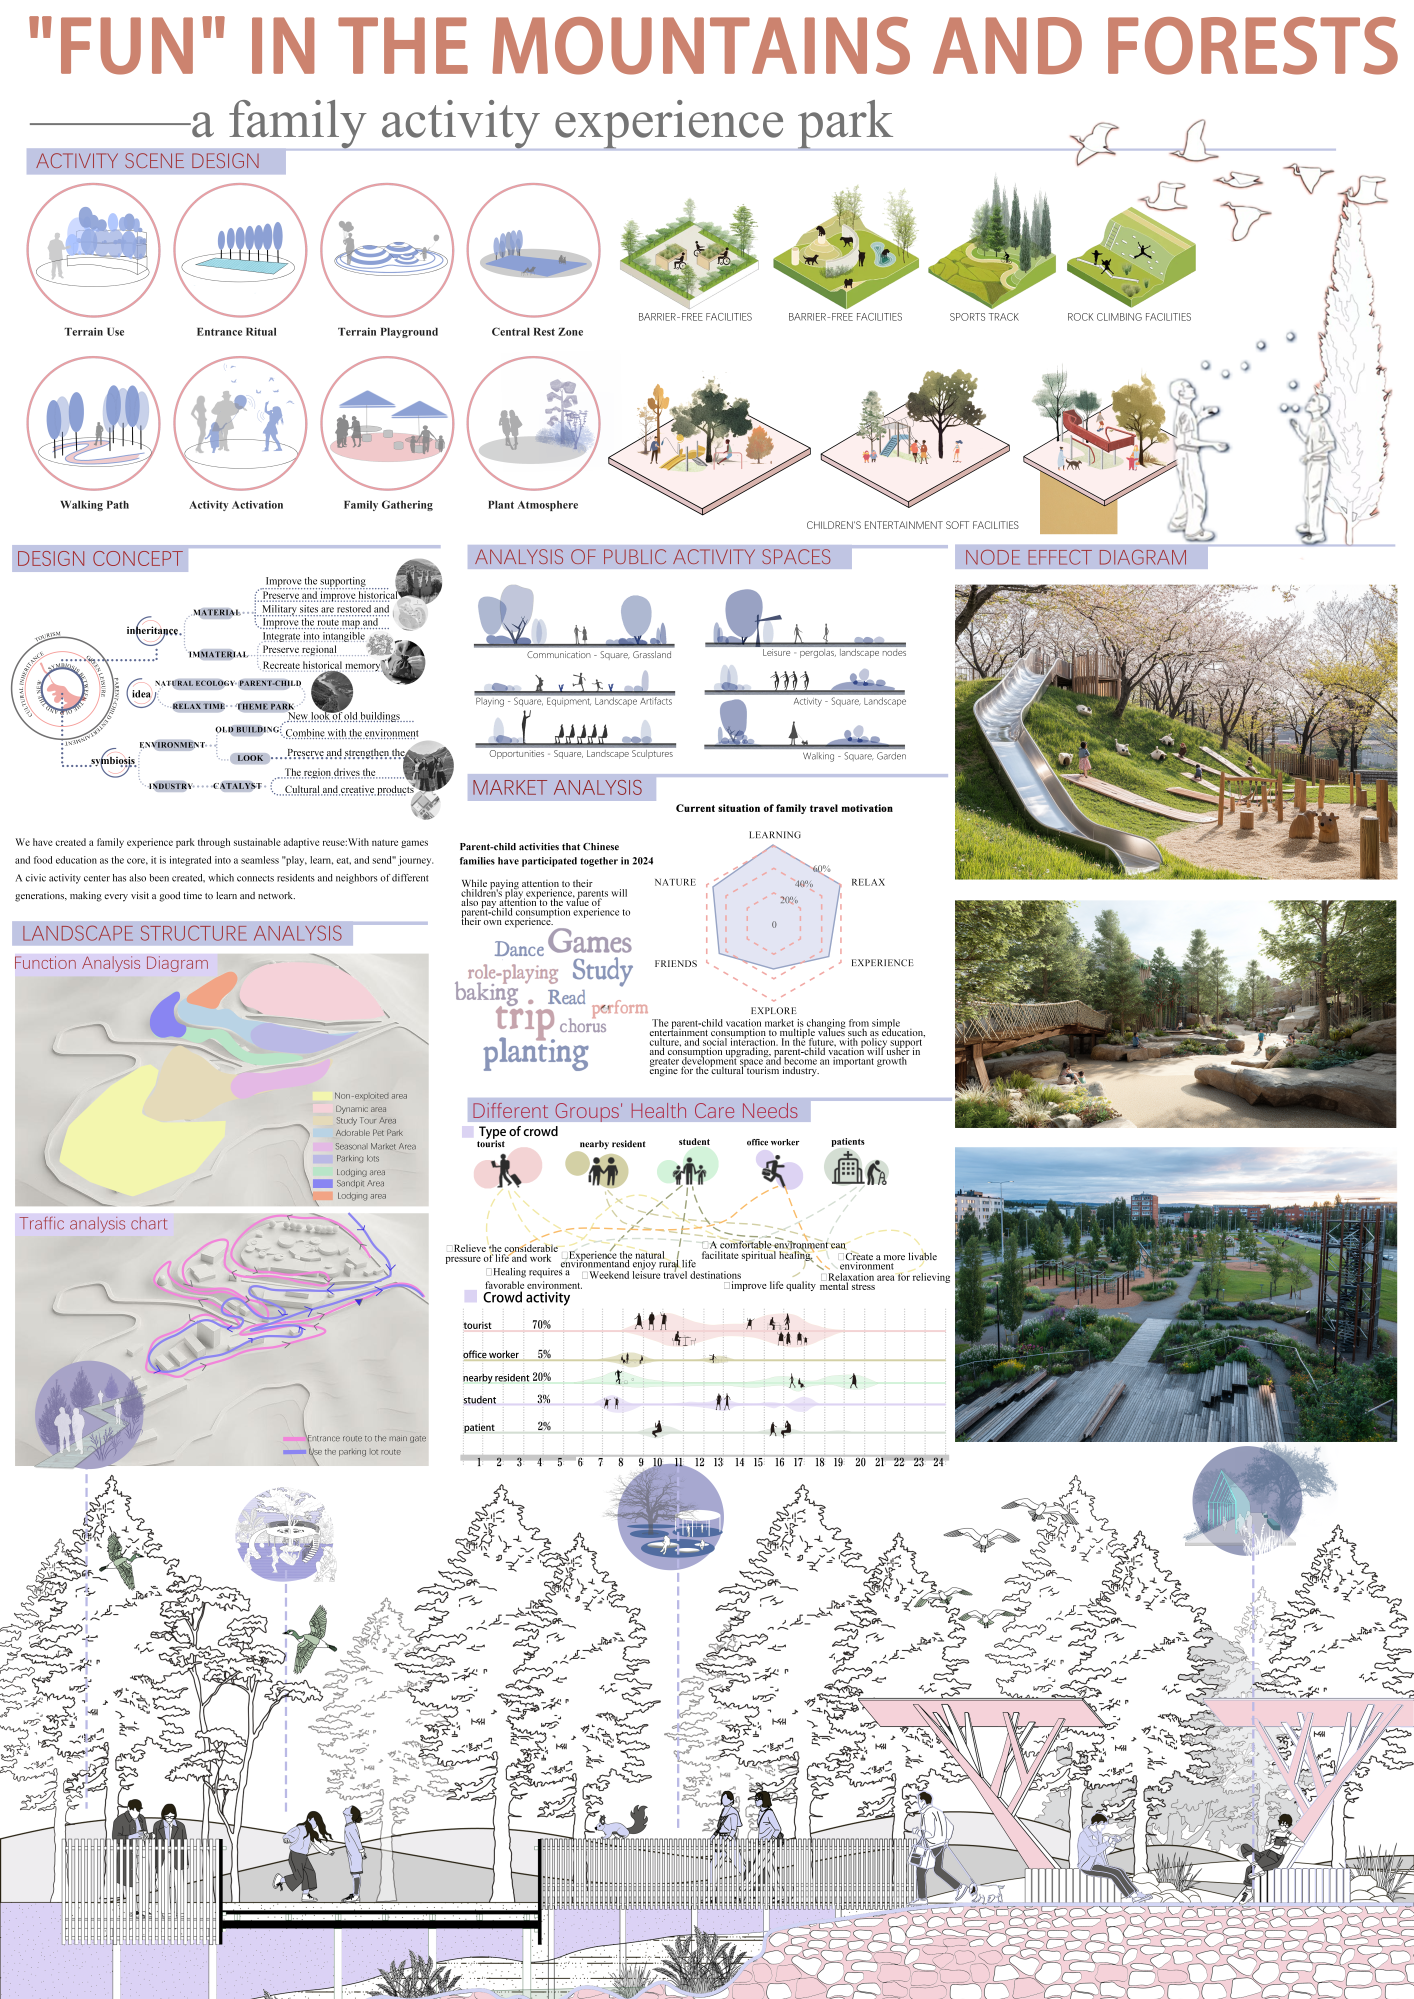 "FUN" IN THE MOUNTAINS AND FORESTS
a family activity experience park
ACTIVITY SCENE DESIGN
Terrain Use
Entrance Ritual
Terrain Playground
Central Rest Zone
BARRIER-FREE FACILITIES
BARRIER-FREE FACILITIES
SPORTS TRACK
ROCK CLIMBING FACILITIES
Walking Path
Activity Activation
Family Gathering
Plant Atmosphere
CHILDREN'S ENTERTAINMENT SOFT FACILITIES
DESIGN CONCEPT
TOURISM
GREEN LEISURE
CULTURAL INHERITANCE
PARENT-CHILD ENTERTAINMENT
inheritance
MATERIAL
Improve the supporting
Preserve and improve historical
Military sites are restored and
Improve the route map and
IMMATERIAL
Integrate into intangible
Preserve regional
Recreate historical memory
idea
NATURAL ECOLOGY
PARENT-CHILD
RELAX TIME
THEME PARK
symbiosis
ENVIRONMENT
OLD BUILDING
New look of old buildings
Combine with the environment
LOOK
Preserve and strengthen the
INDUSTRY
CATALYST
The region drives the
Cultural and creative products
We have created a family experience park through sustainable adaptive reuse:With nature games
and food education as the core, it is integrated into a seamless "play, learn, eat, and send" journey.
A civic activity center has also been created, which connects residents and neighbors of different
generations, making every visit a good time to learn and network.
LANDSCAPE STRUCTURE ANALYSIS
Function Analysis Diagram
Non-exploited area
Dynamic area
Study Tour Area
Adorable Pet Park
Seasonal Market Area
Parking lots
Lodging area
Sandpit Area
Lodging area
Traffic analysis chart
Entrance route to the main gate
Use the parking lot route
ANALYSIS OF PUBLIC ACTIVITY SPACES
Communication - Square, Grassland
Leisure - pergolas, landscape nodes
Playing - Square, Equipment, Landscape Artifacts
Activity - Square, Landscape
Opportunities - Square, Landscape Sculptures
Walking - Square, Garden
MARKET ANALYSIS
Current situation of family travel motivation
Parent-child activities that Chinese
families have participated together in 2024
While paying attention to their
children's play experience, parents will
also pay attention to the value of
parent-child consumption experience to
their own experience.
Dance
Games
role-playing
Study
baking
Read
perform
trip
chorus
planting
LEARNING
NATURE
RELAX
FRIENDS
EXPERIENCE
EXPLORE
60%
40%
20%
0
The parent-child vacation market is changing from simple
entertainment consumption to multiple values such as education,
culture, and social interaction. In the future, with policy support
and consumption upgrading, parent-child vacation will usher in
greater development space and become an important growth
engine for the cultural tourism industry.
Different Groups' Health Care Needs
Type of crowd
tourist
nearby resident
student
office worker
patients
Relieve the considerable
pressure of life and work
Experience the natural
environmentand enjoy rural life
A comfortable environment can
facilitate spiritual healing.
Create a more livable
environment
Healing requires a
favorable environment.
Weekend leisure travel destinations
improve life quality
Relaxation area for relieving
mental stress
Crowd activity
tourist 70%
office worker 5%
nearby resident 20%
student 3%
patient 2%
1 2 3 4 5 6 7 8 9 10 11 12 13 14 15 16 17 18 19 20 21 22 23 24
NODE EFFECT DIAGRAM